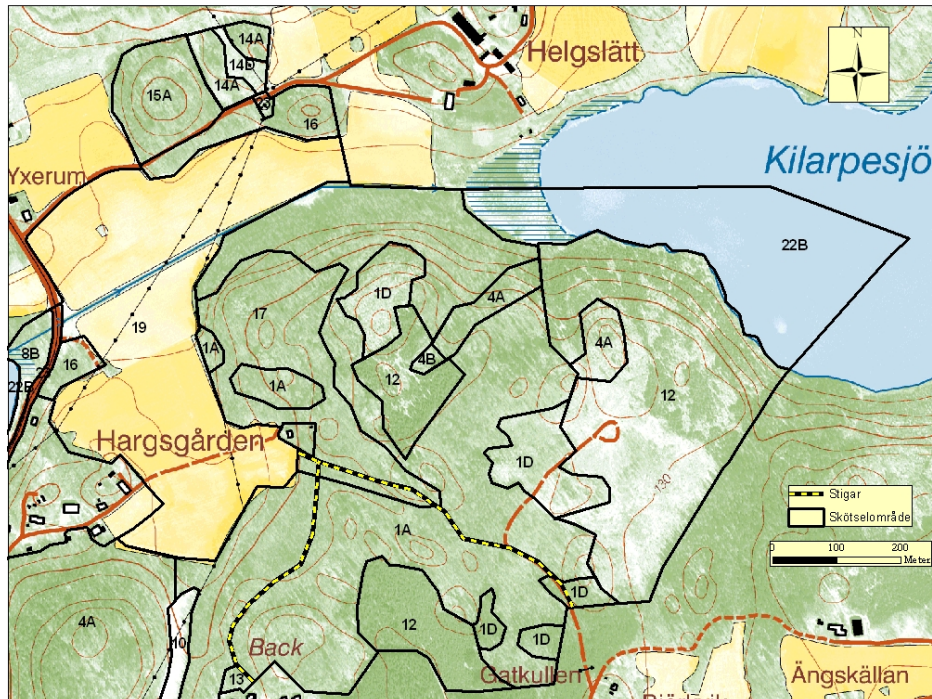 14A
Helgslätt
N
14B
15A
14A
23
16
Kilarpesjö
Yxerum
22B
1D
4A
17
19
8B
1A
4A
16
4B
22B
1A
12
12
Hargsgården
1D
130
Stigar
Skötselområde
0 100 200
Meter
1A
1D
4A
12
10
1D
1D
Back
13
Gatkullen
Ängskällan